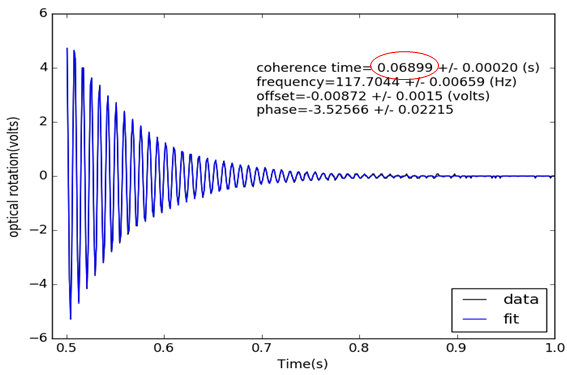 6
4
2
0
−2
−4
−6
optical rotation(volts)
coherence time= 0.06899 +/- 0.00020 (s)
frequency=117.7044 +/- 0.00659 (Hz)
offset=-0.00872 +/- 0.0015 (volts)
phase=-3.52566 +/- 0.02215
data
fit
0.5 0.6 0.7 0.8 0.9 1.0
Time(s)